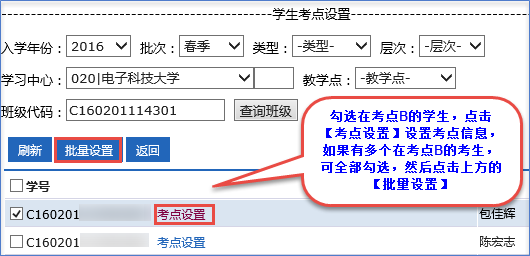 学生考点设置
入学年份：2016 批次：春季 类型：-类型- 层次：-层次-
学习中心：020|电子科技大学 教学点：-教学点-
班级代码：C160201114301 查询班级
刷新 批量设置 返回
勾选在考点B的学生，点击
【考点设置】设置考点信息，
如果有多个在考点B的考生，
可全部勾选，然后点击上方的
【批量设置】
学号
C160201 考点设置 包佳辉
C160201 考点设置 陈宏志